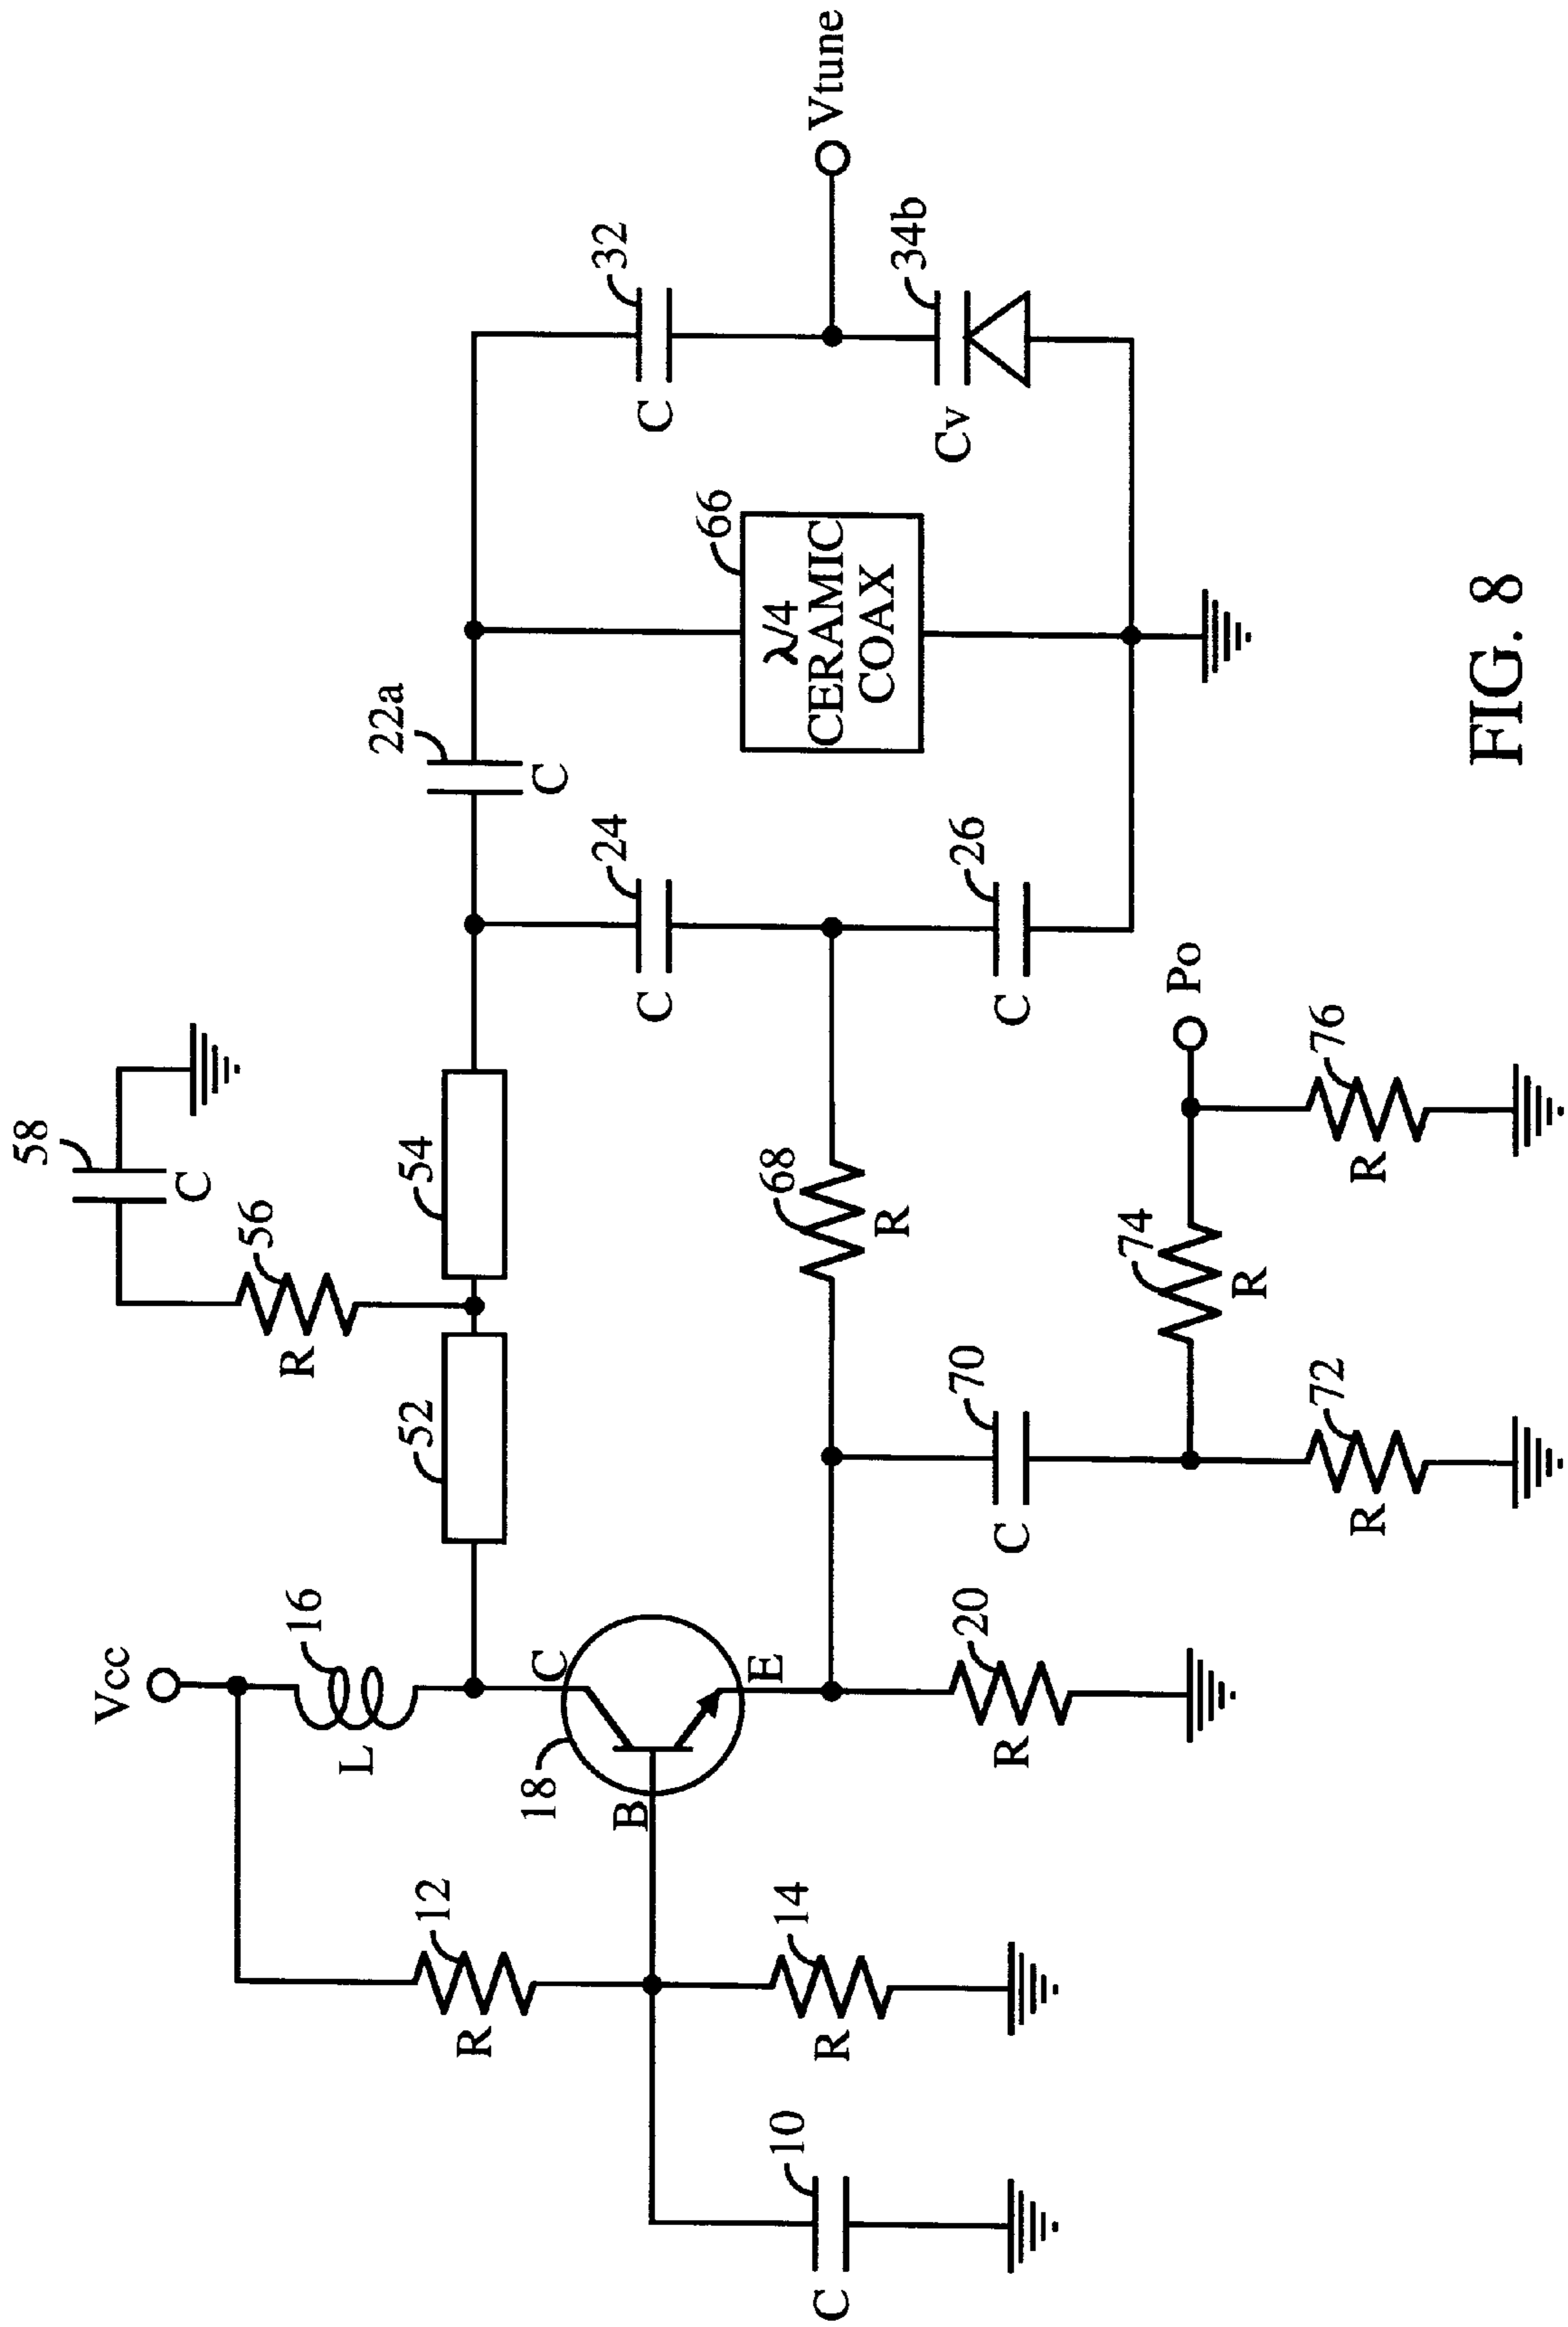 Vcc
58
C
56
R
16
L
52
54
22a
C
12
R
18
C
B
E
24
C
32
C
Vtune
66
λ/4
CERAMIC
COAX
68
R
10
C
14
R
20
R
70
C
26
C
Cv
34b
Po
74
R
72
R
76
R
FIG. 8